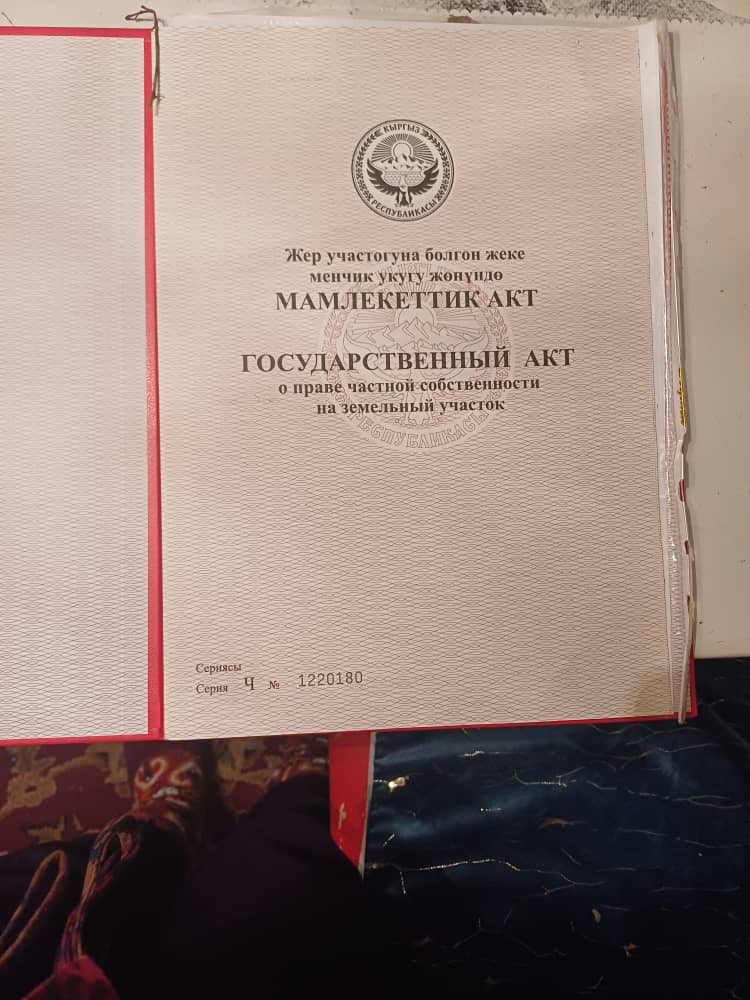 КЫРГЫЗ
РЕСПУБЛИКАСЫ
Жер участогуна болгон жеке
менчик укугу жөнүндө
МАМЛЕКЕТТИК АКТ
ГОСУДАРСТВЕННЫЙ АКТ
о праве частной собственности
на земельный участок
РЕСПУБЛИКАСЫ
Сериясы
Серия Ч № 1220180